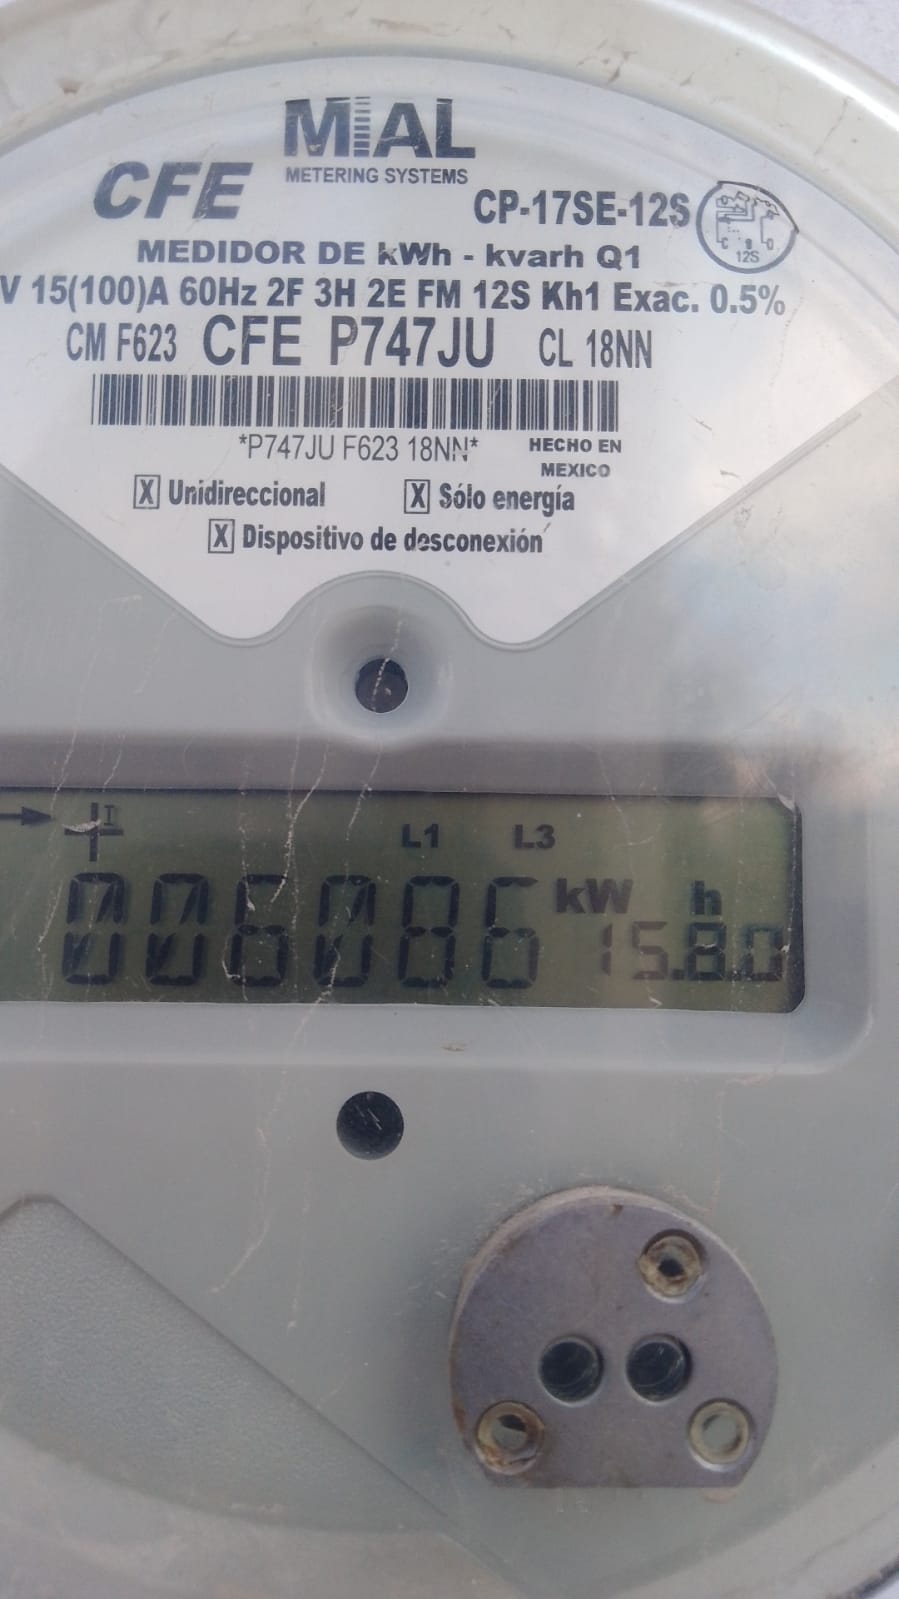 MIAL
METERING SYSTEMS
CFE
CP-17SE-12S
12S
MEDIDOR DE kWh - kvarh Q1
V 15(100)A 60Hz 2F 3H 2E FM 12S Kh1 Exac. 0.5%
CM F623 CFE P747JU CL 18NN
*P747JU F623 18NN*
HECHO EN
MEXICO
X Unidireccional X Sólo energía
X Dispositivo de desconexión
L1 L3
006086 kW h
15.8.0